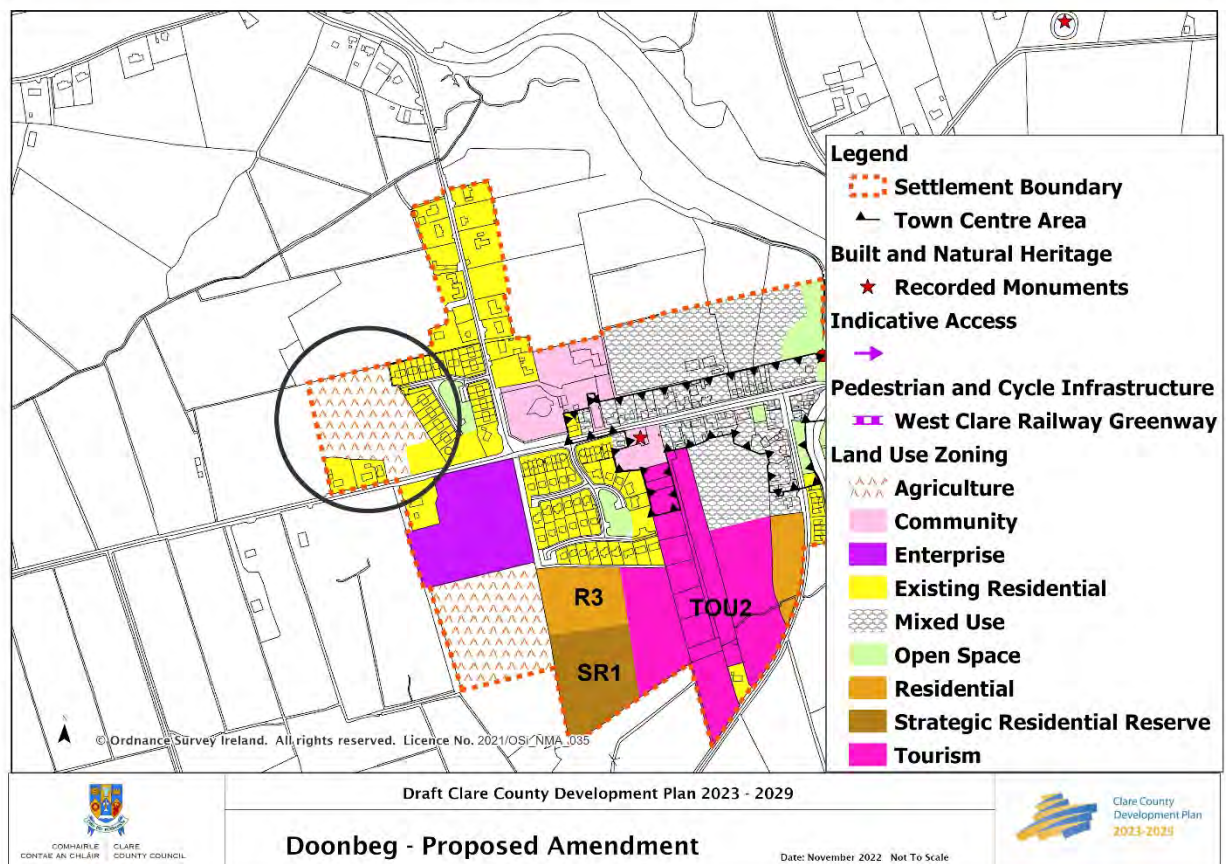 Legend
Settlement Boundary
Town Centre Area
Built and Natural Heritage
Recorded Monuments
Indicative Access
Pedestrian and Cycle Infrastructure
West Clare Railway Greenway
Land Use Zoning
Agriculture
Community
Enterprise
Existing Residential
Mixed Use
Open Space
Residential
Strategic Residential Reserve
Tourism
R3
TOU2
SR1
N
© Ordnance Survey Ireland. All rights reserved. Licence No. 2021/OSi_NMA_035
COMHAIRLE CONTAE AN CHLÁIR
CLARE COUNTY COUNCIL
Draft Clare County Development Plan 2023 - 2029
Doonbeg - Proposed Amendment
Date: November 2022 Not To Scale
Clare County
Development Plan
2023-2029